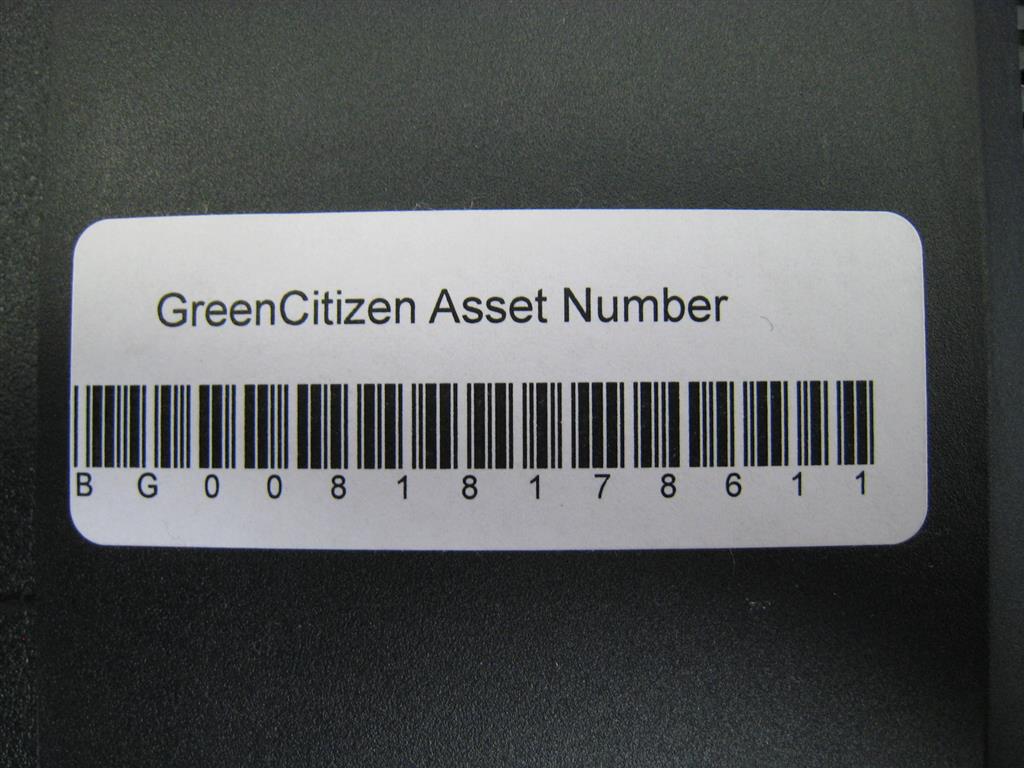 GreenCitizen Asset Number
B G 0 0 8 1 8 1 7 8 6 1 1